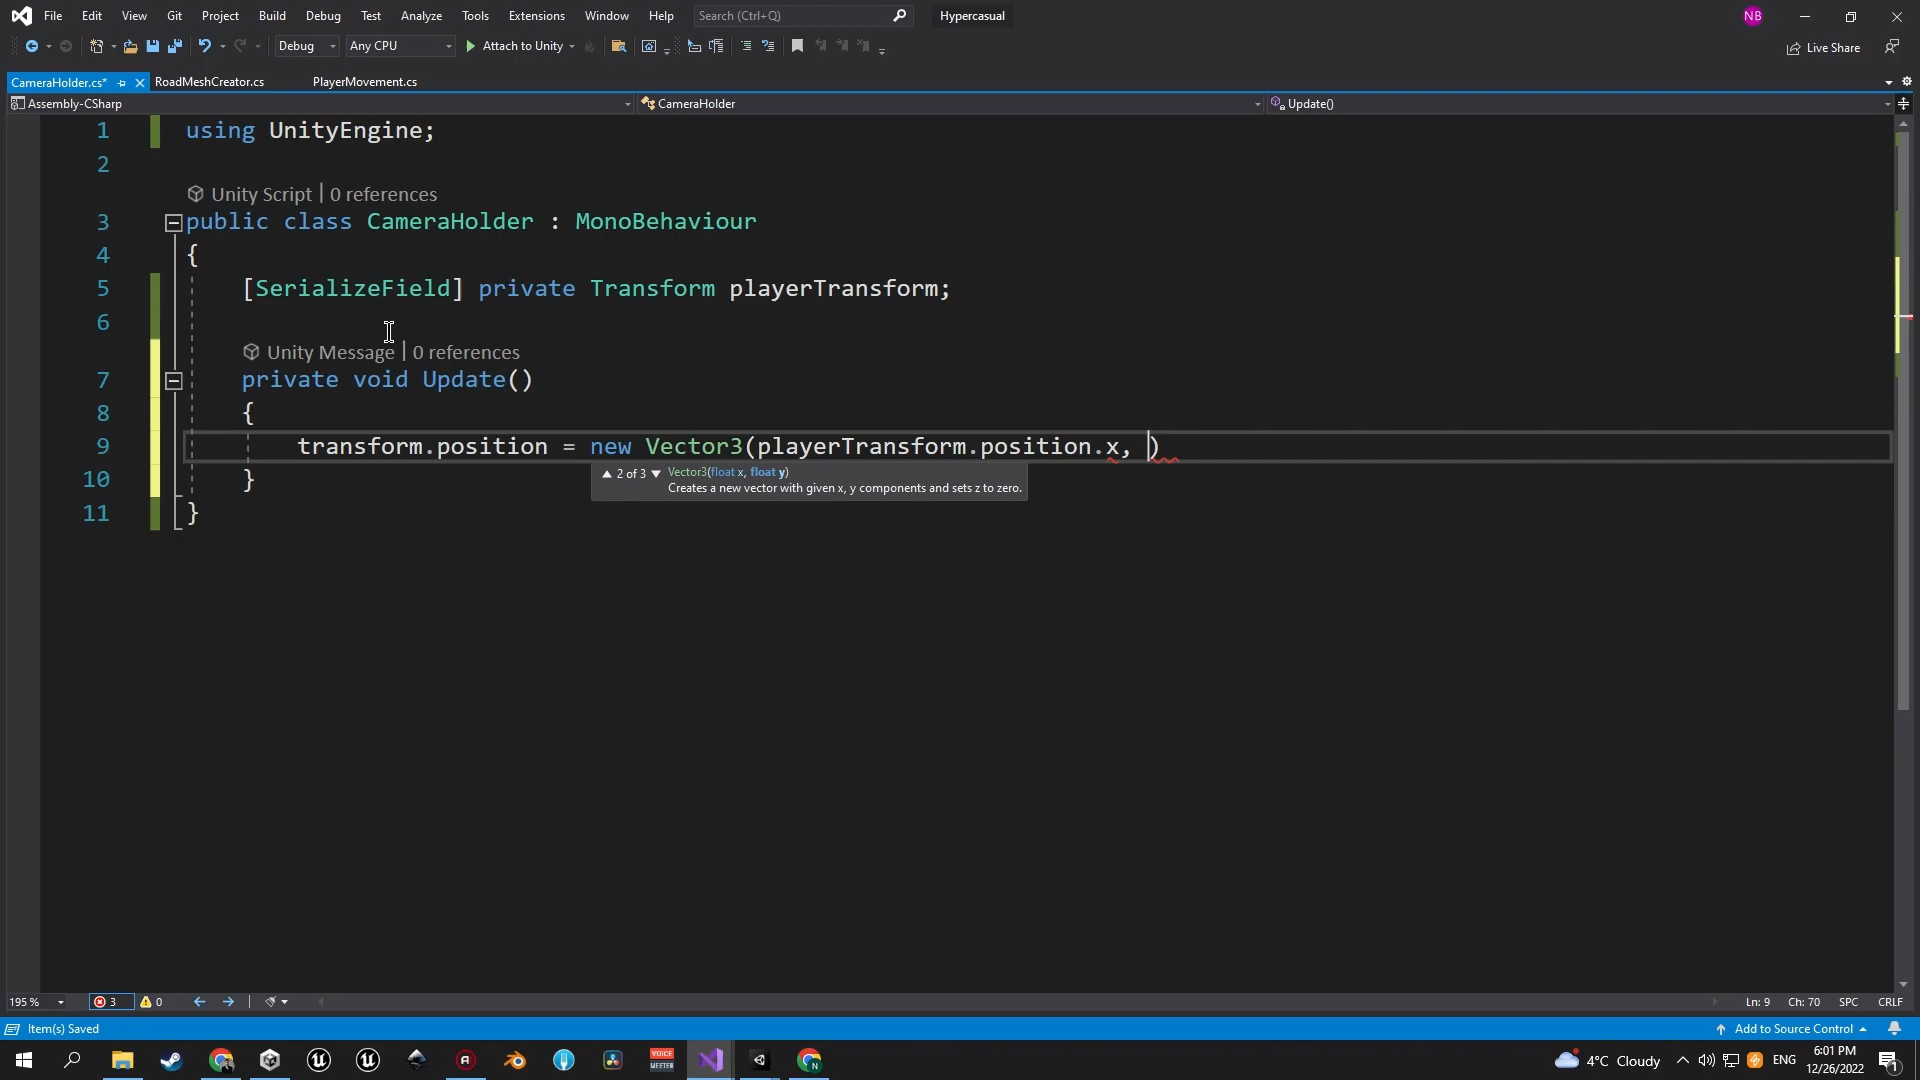 File Edit View Git Project Build Debug Test Analyze Tools Extensions Window Help Search (Ctrl+Q) Hypercasual NB
Debug Any CPU Attach to Unity Live Share
CameraHolder.cs* RoadMeshCreator.cs PlayerMovement.cs
Assembly-CSharp CameraHolder Update()
1 using UnityEngine;
2
Unity Script | 0 references
3 public class CameraHolder : MonoBehaviour
4 {
5 [SerializeField] private Transform playerTransform;
6
Unity Message | 0 references
7 private void Update()
8 {
9 transform.position = new Vector3(playerTransform.position.x, )
▲ 2 of 3 ▼ Vector3(float x, float y)
Creates a new vector with given x, y components and sets z to zero.
10 }
11 }
195 % 3 0 Ln: 9 Ch: 70 SPC CRLF
Item(s) Saved Add to Source Control
VOICE MEETER 4°C Cloudy ENG 6:01 PM
12/26/2022 1